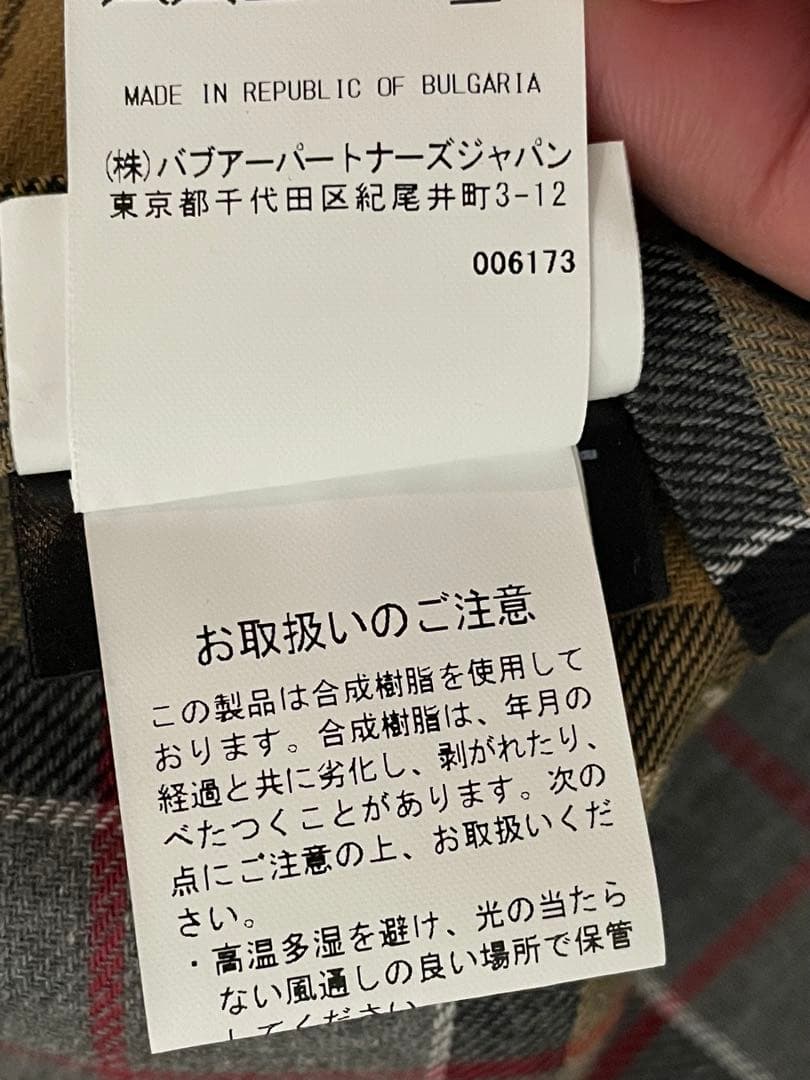 MADE IN REPUBLIC OF BULGARIA
(株)バブアーパートナーズジャパン
東京都千代田区紀尾井町3-12
006173
お取扱いのご注意
この製品は合成樹脂を使用して
おります。合成樹脂は、年月の
経過と共に劣化し、剥がれたり、
べたつくことがあります。次の
点にご注意の上、お取扱いくだ
さい。
・高温多湿を避け、光の当たら
ない風通しの良い場所で保管
してください